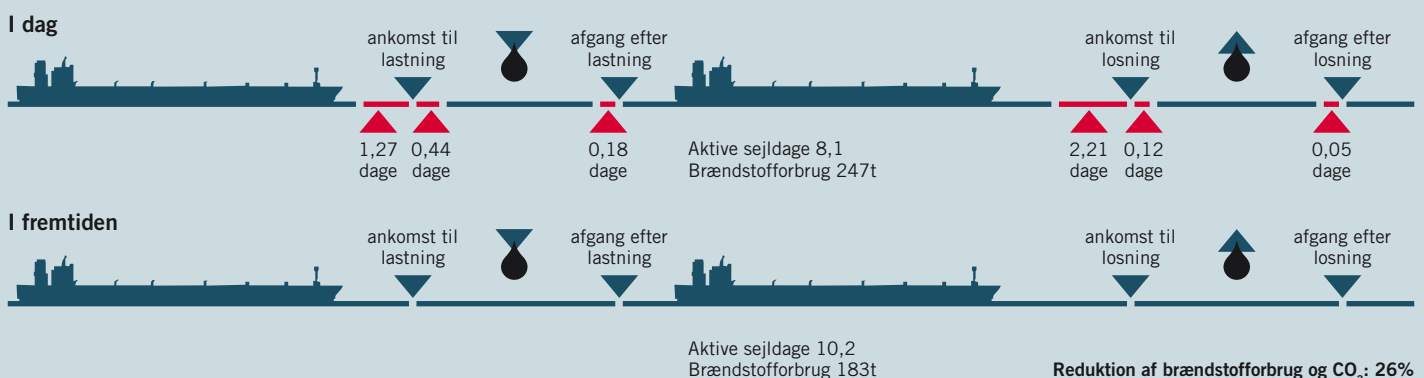 I dag
ankomst til
lastning
afgang efter
lastning
ankomst til
losning
afgang efter
losning
1,27
dage
0,44
dage
0,18
dage
Aktive sejldage 8,1
Brændstofforbrug 247t
2,21
dage
0,12
dage
0,05
dage
I fremtiden
ankomst til
lastning
afgang efter
lastning
ankomst til
losning
afgang efter
losning
Aktive sejldage 10,2
Brændstofforbrug 183t
Reduktion af brændstofforbrug og CO₂: 26%